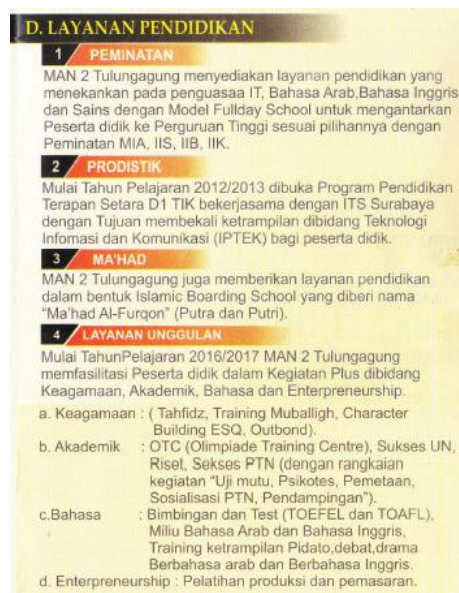 D. LAYANAN PENDIDIKAN
1 PEMINATAN
MAN 2 Tulungagung menyediakan layanan pendidikan yang
menekankan pada penguasaa IT, Bahasa Arab,Bahasa Inggris
dan Sains dengan Model Fullday School untuk mengantarkan
Peserta didik ke Perguruan Tinggi sesuai pilihannya dengan
Peminatan MIA, IIS, IIB, IIK.
2 PRODISTIK
Mulai Tahun Pelajaran 2012/2013 dibuka Program Pendidikan
Terapan Setara D1 TIK bekerjasama dengan ITS Surabaya
dengan Tujuan membekali ketrampilan dibidang Teknologi
Infomasi dan Komunikasi (IPTEK) bagi peserta didik.
3 MA'HAD
MAN 2 Tulungagung juga memberikan layanan pendidikan
dalam bentuk Islamic Boarding School yang diberi nama
“Ma'had Al-Furqon” (Putra dan Putri).
4 LAYANAN UNGGULAN
Mulai TahunPelajaran 2016/2017 MAN 2 Tulungagung
memfasilitasi Peserta didik dalam Kegiatan Plus dibidang
Keagamaan, Akademik, Bahasa dan Enterpreneurship.
a. Keagamaan : ( Tahfidz, Training Muballigh, Character
Building ESQ, Outbond).
b. Akademik : OTC (Olimpiade Training Centre), Sukses UN,
Riset, Sekses PTN (dengan rangkaian
kegiatan “Uji mutu, Psikotes, Pemetaan,
Sosialisasi PTN, Pendampingan”).
c.Bahasa : Bimbingan dan Test (TOEFEL dan TOAFL),
Miliu Bahasa Arab dan Bahasa Inggris,
Training ketrampilan Pidato,debat,drama
Berbahasa arab dan Berbahasa Inggris.
d. Enterpreneurship : Pelatihan produksi dan pemasaran.